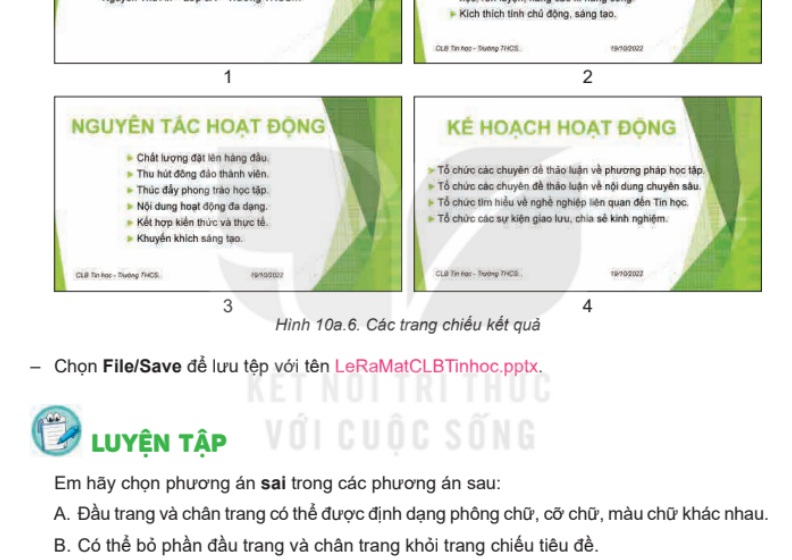 Kích thích tính chủ động, sáng tạo.
CLB Tin học - Trường THCS...
19/10/2022
1
2
NGUYÊN TẮC HOẠT ĐỘNG
Chất lượng đặt lên hàng đầu.
Thu hút đông đảo thành viên.
Thúc đẩy phong trào học tập.
Nội dung hoạt động đa dạng.
Kết hợp kiến thức và thực tế.
Khuyến khích sáng tạo.
CLB Tin học - Trường THCS...
19/10/2022
KẾ HOẠCH HOẠT ĐỘNG
Tổ chức các chuyên đề thảo luận về phương pháp học tập.
Tổ chức các chuyên đề thảo luận về nội dung chuyên sâu.
Tổ chức tìm hiểu về nghề nghiệp liên quan đến Tin học.
Tổ chức các sự kiện giao lưu, chia sẻ kinh nghiệm.
CLB Tin học - Trường THCS...
19/10/2022
3
4
Hình 10a.6. Các trang chiếu kết quả
– Chọn File/Save để lưu tệp với tên LeRaMatCLBTinhoc.pptx.
KẾT NỐI TRI THỨC
VỚI CUỘC SỐNG
LUYỆN TẬP
Em hãy chọn phương án sai trong các phương án sau:
A. Đầu trang và chân trang có thể được định dạng phông chữ, cỡ chữ, màu chữ khác nhau.
B. Có thể bỏ phần đầu trang và chân trang khỏi trang chiếu tiêu đề.